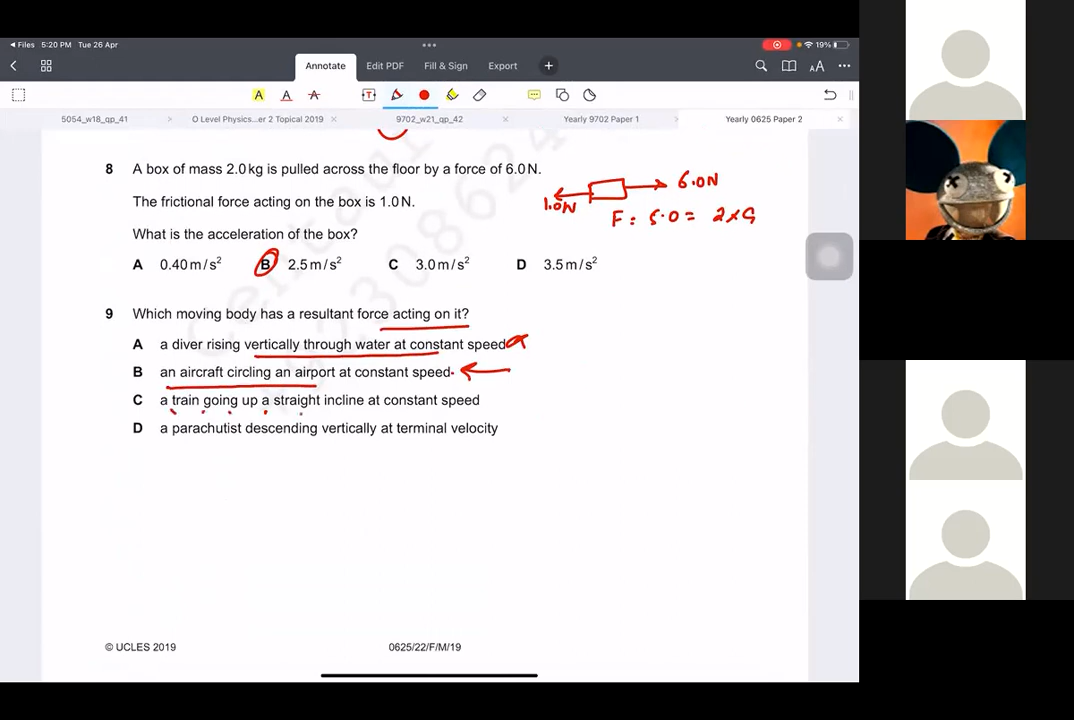 Files 5:20 PM Tue 26 Apr 19%
Annotate Edit PDF Fill & Sign Export
5054_w18_qp_41 O Level Physics...er 2 Topical 2019 9702_w21_qp_42 Yearly 9702 Paper 1 Yearly 0625 Paper 2
8 A box of mass 2.0 kg is pulled across the floor by a force of 6.0 N.
1.0N 6.0N
The frictional force acting on the box is 1.0 N.
F: 5.0 = 2 x a
What is the acceleration of the box?
A 0.40 m/s² B 2.5 m/s² C 3.0 m/s² D 3.5 m/s²
9 Which moving body has a resultant force acting on it?
A a diver rising vertically through water at constant speed
B an aircraft circling an airport at constant speed
C a train going up a straight incline at constant speed
D a parachutist descending vertically at terminal velocity
© UCLES 2019 0625/22/F/M/19